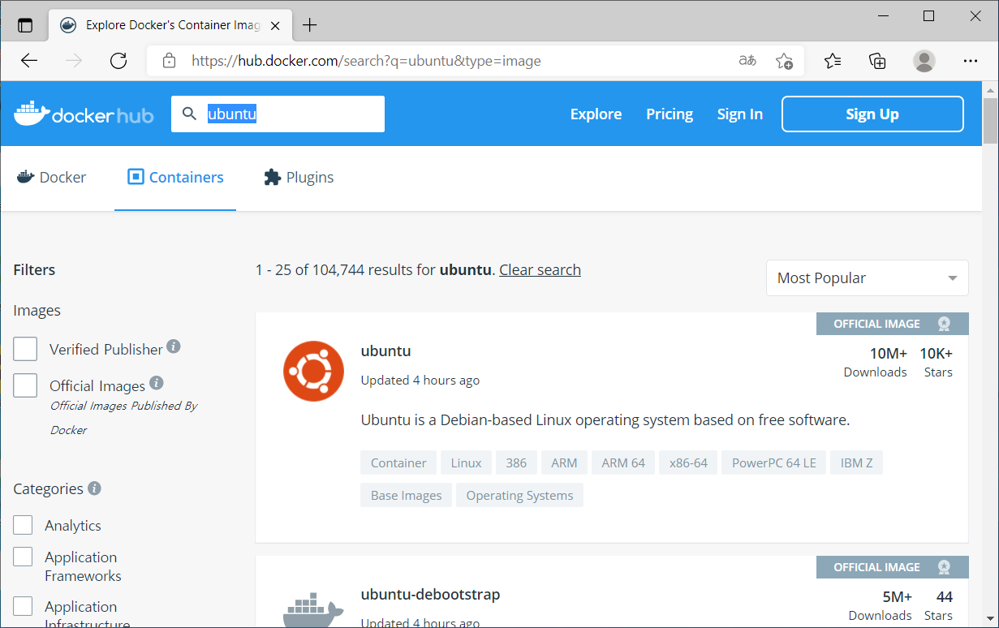 Explore Docker's Container Imag
https://hub.docker.com/search?q=ubuntu&type=image
aあ
docker hub
ubuntu
Explore
Pricing
Sign In
Sign Up
Docker
Containers
Plugins
Filters
1 - 25 of 104,744 results for ubuntu. Clear search
Most Popular
Images
Verified Publisher
Official Images
Official Images Published By
Docker
Categories
Analytics
Application
Frameworks
Application
Infrastructure
OFFICIAL IMAGE
ubuntu
10M+ 10K+
Downloads Stars
Updated 4 hours ago
Ubuntu is a Debian-based Linux operating system based on free software.
Container Linux 386 ARM ARM 64 x86-64 PowerPC 64 LE IBM Z
Base Images Operating Systems
OFFICIAL IMAGE
ubuntu-debootstrap
5M+ 44
Downloads Stars
Updated 4 hours ago